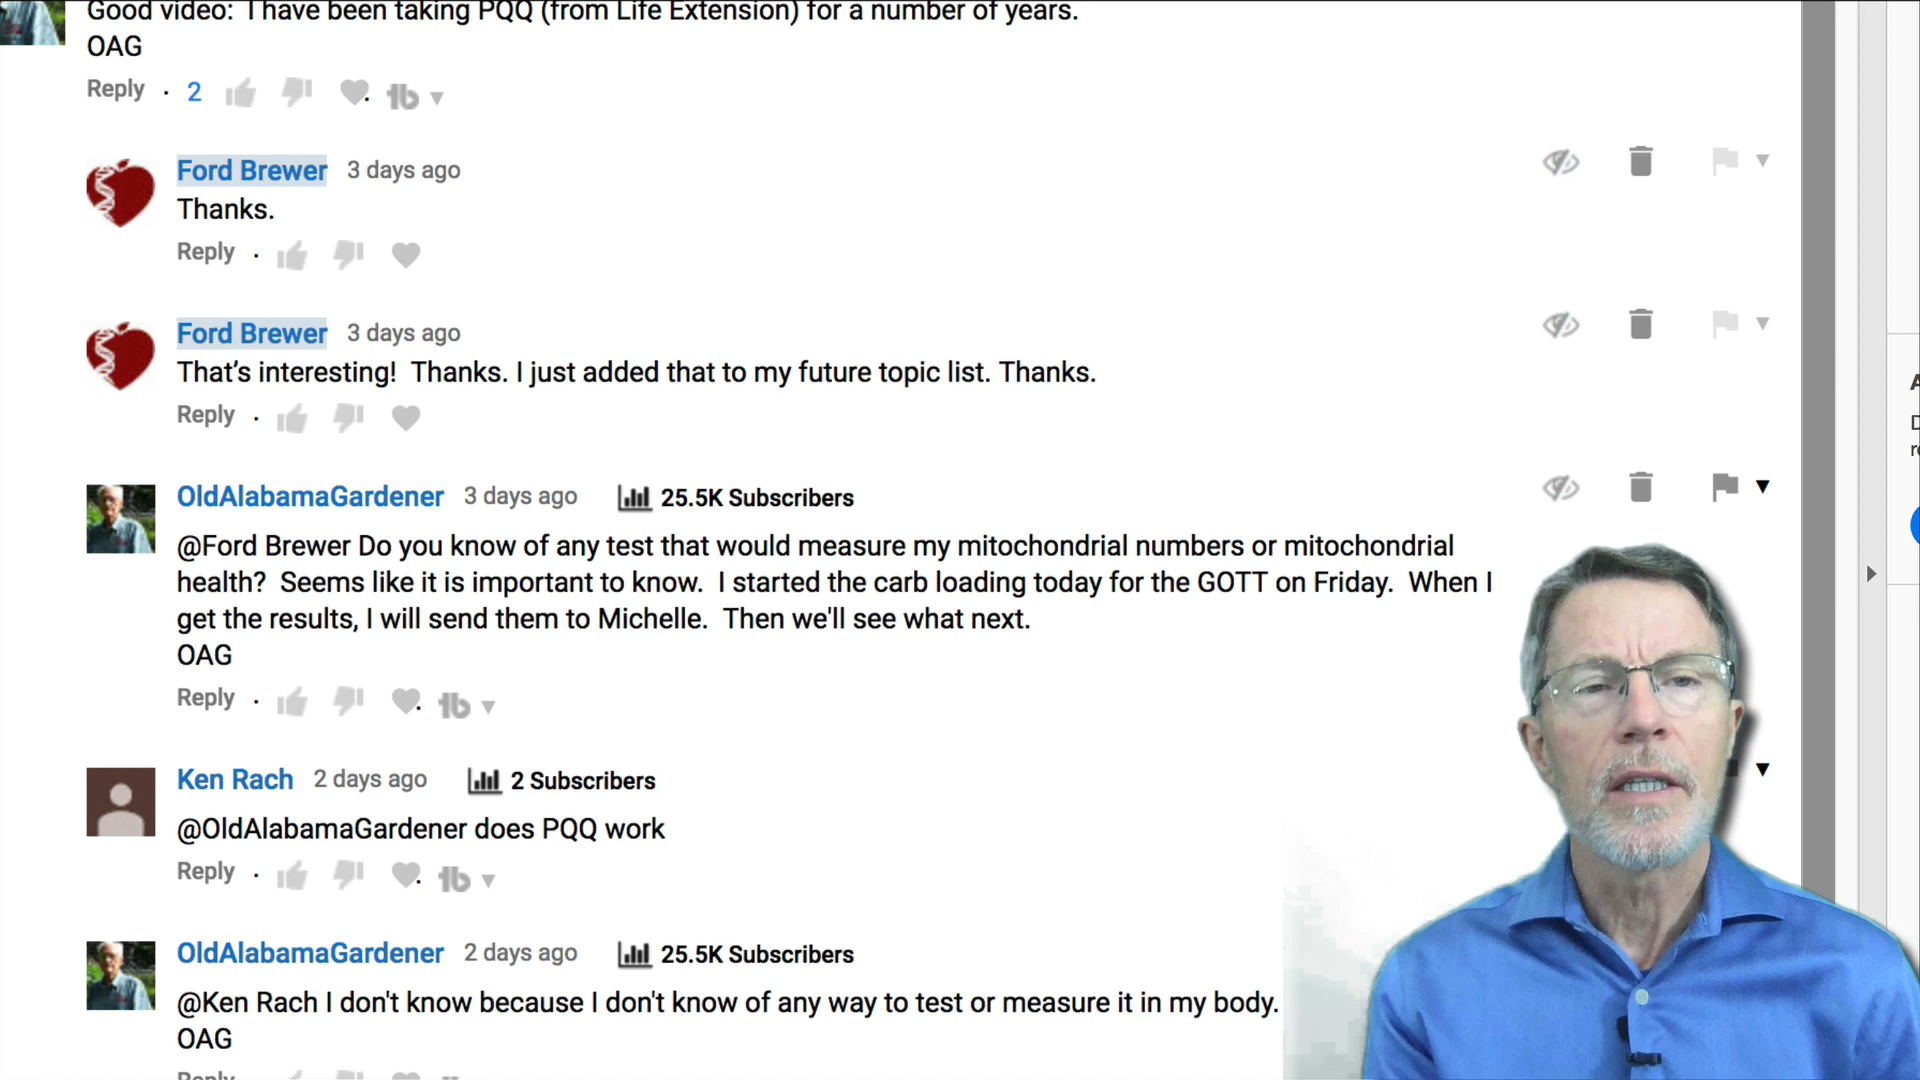 Good video: I have been taking PQQ (from Life Extension) for a number of years.
OAG
Reply · 2
Ford Brewer 3 days ago
Thanks.
Reply ·
Ford Brewer 3 days ago
That's interesting!  Thanks. I just added that to my future topic list. Thanks.
Reply ·
OldAlabamaGardener 3 days ago 25.5K Subscribers
@Ford Brewer Do you know of any test that would measure my mitochondrial numbers or mitochondrial
health?  Seems like it is important to know.  I started the carb loading today for the GOTT on Friday.  When I
get the results, I will send them to Michelle.  Then we'll see what next.
OAG
Reply ·
Ken Rach 2 days ago 2 Subscribers
@OldAlabamaGardener does PQQ work
Reply ·
OldAlabamaGardener 2 days ago 25.5K Subscribers
@Ken Rach I don't know because I don't know of any way to test or measure it in my body.
OAG
Reply